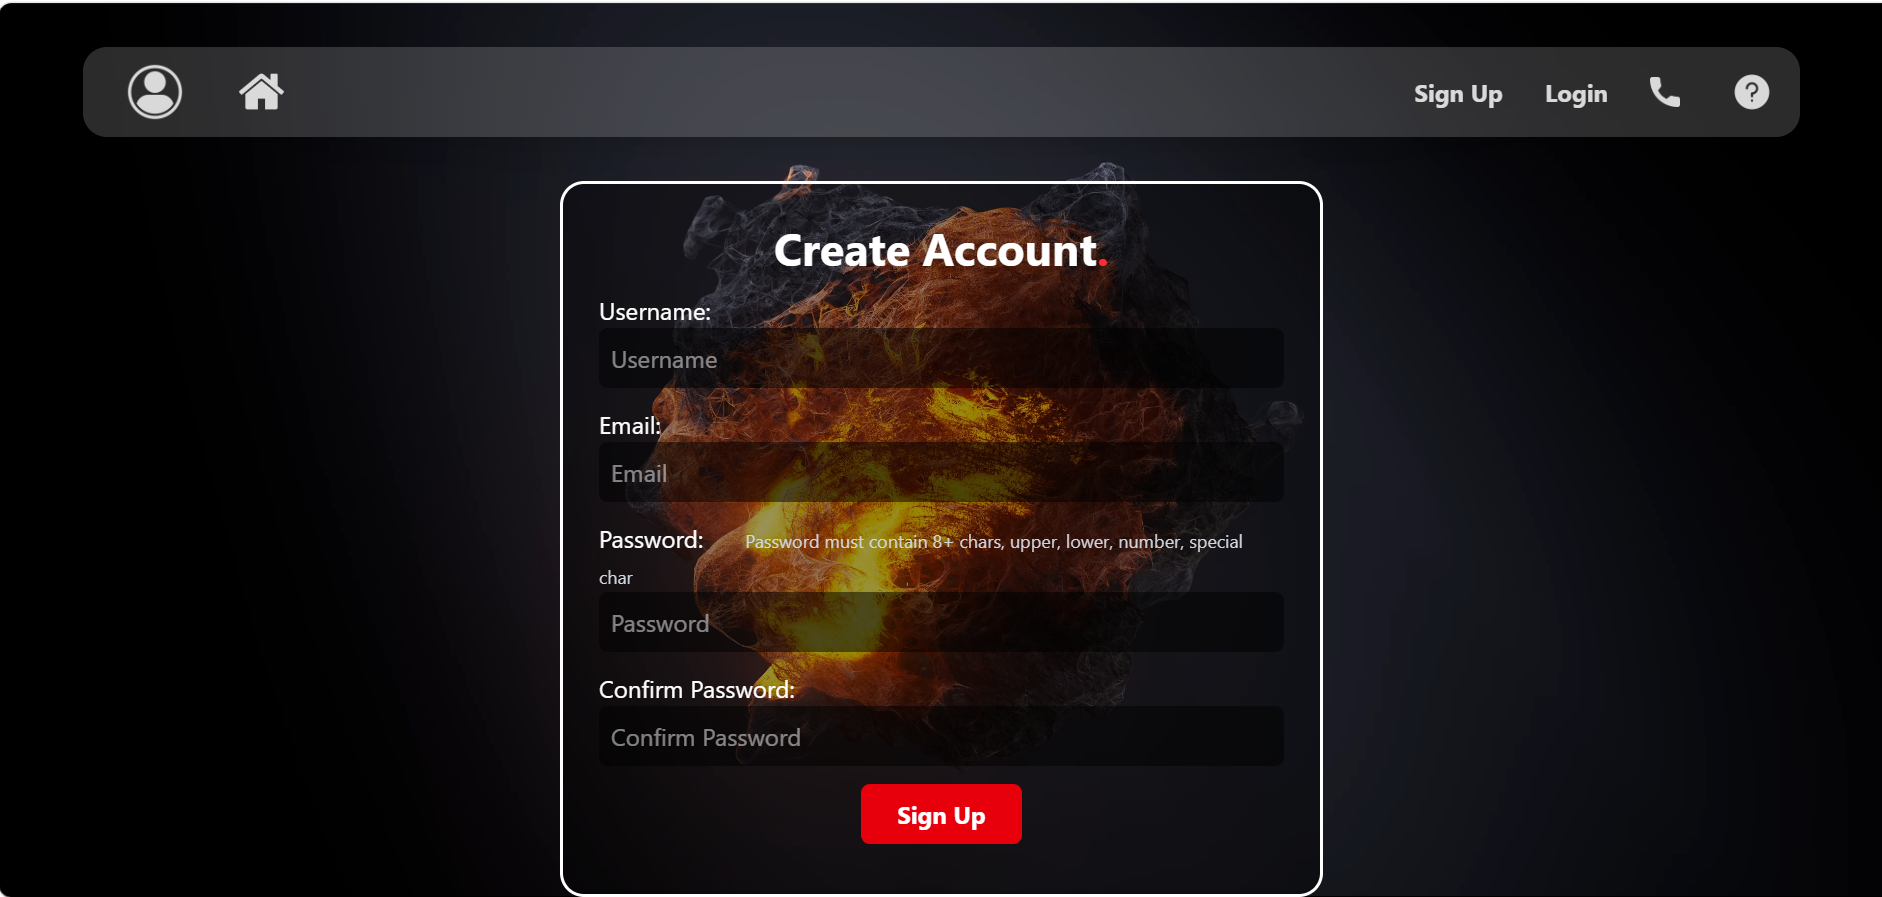 Sign Up Login
Create Account.
Username:
Username
Email:
Email
Password: Password must contain 8+ chars, upper, lower, number, special
char
Password
Confirm Password:
Confirm Password
Sign Up